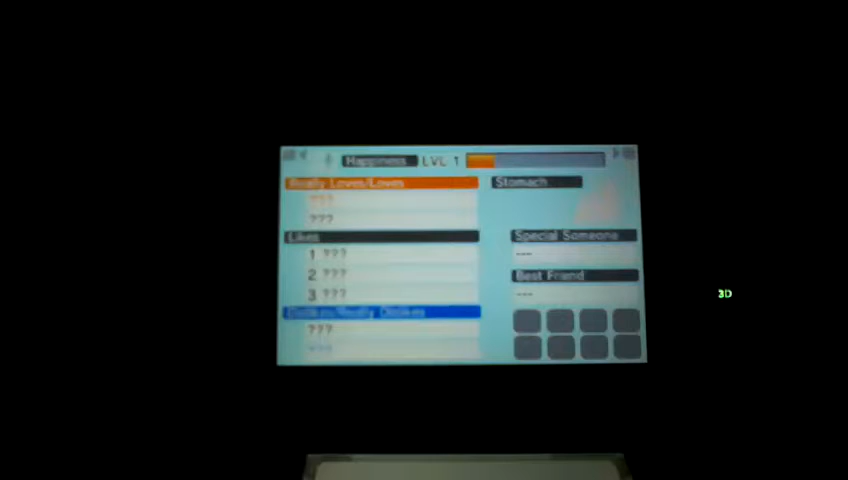 Happiness LVL 1
Really Loves/Loves
???
???
Likes
1 ???
2 ???
3 ???
Dislikes/Really Dislikes
???
???
Stomach
Special Someone
---
Best Friend
---
3D